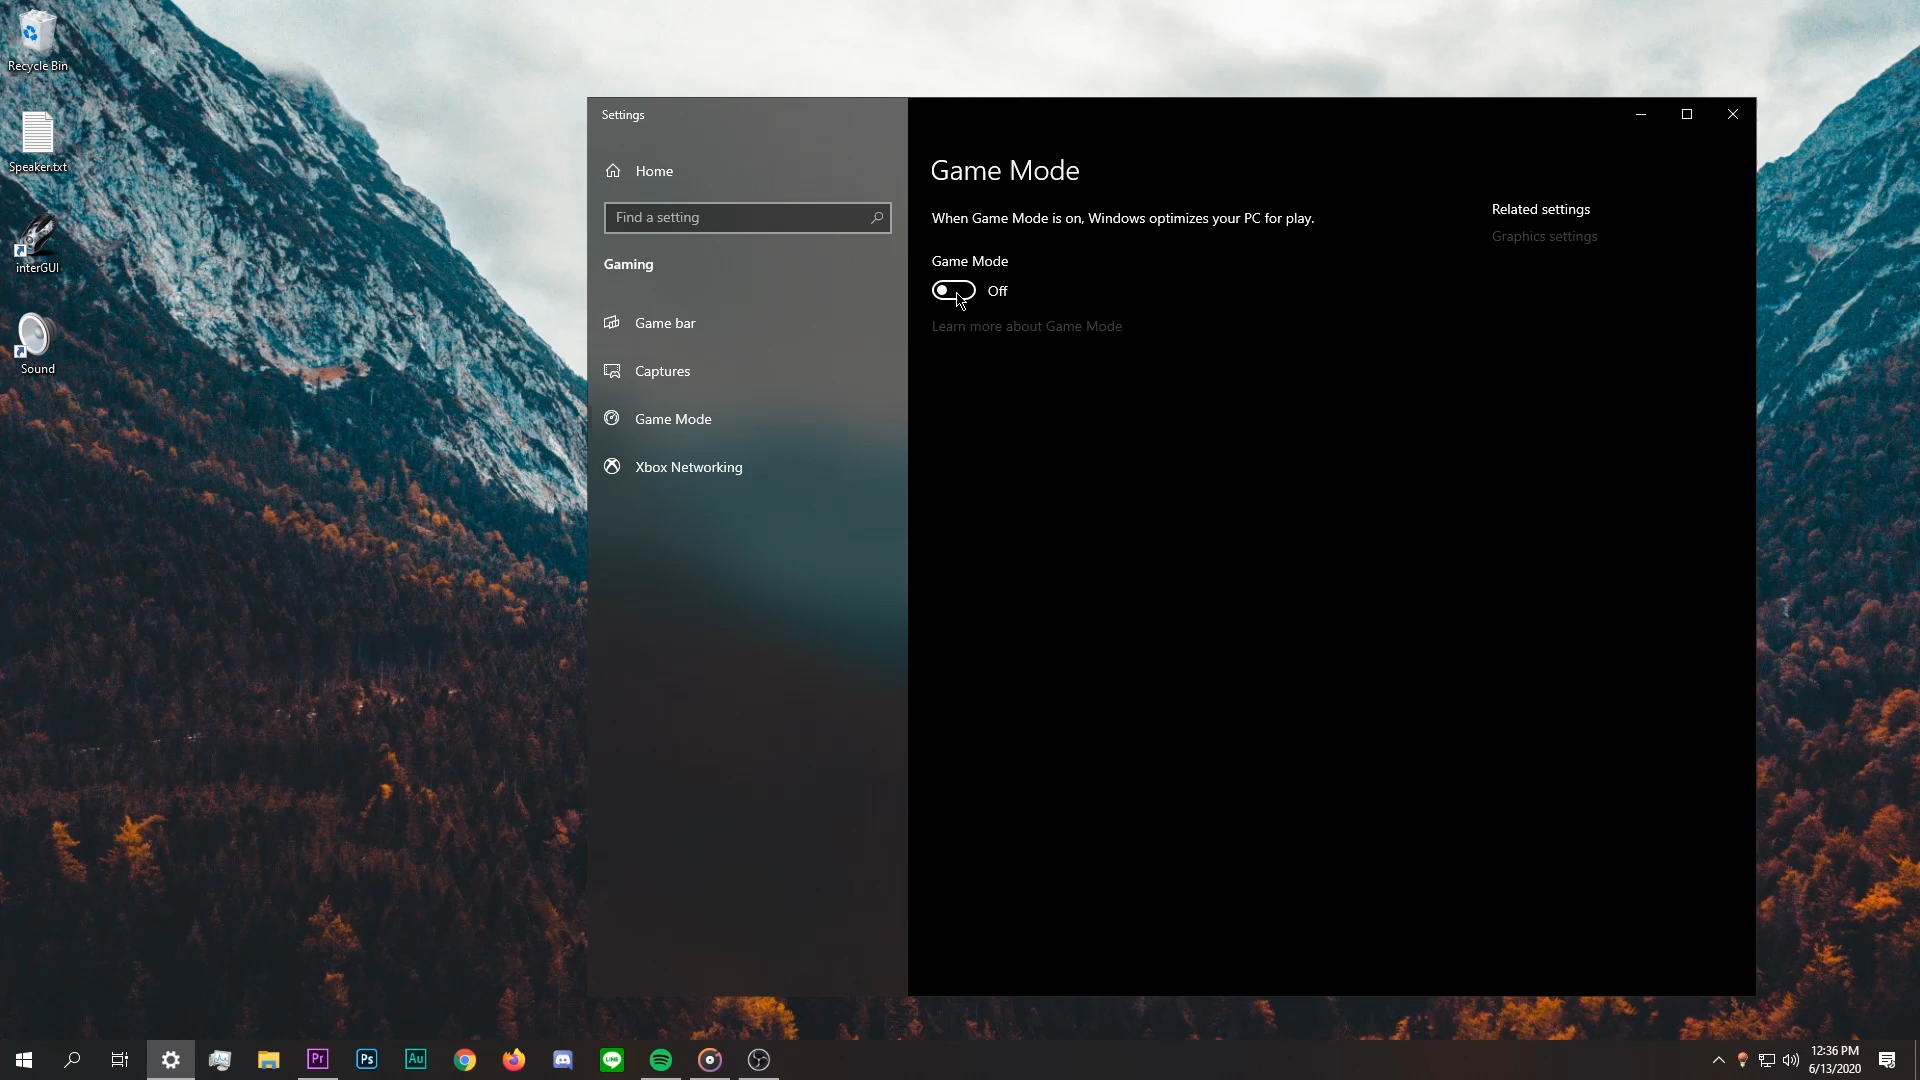 Recycle Bin
Speaker.txt
interGUI
Sound
Settings
Home
Find a setting
Gaming
Game bar
Captures
Game Mode
Xbox Networking
Game Mode
When Game Mode is on, Windows optimizes your PC for play.
Game Mode
Off
Learn more about Game Mode
Related settings
Graphics settings
Pr
Ps
Au
LINE
12:36 PM
6/13/2020